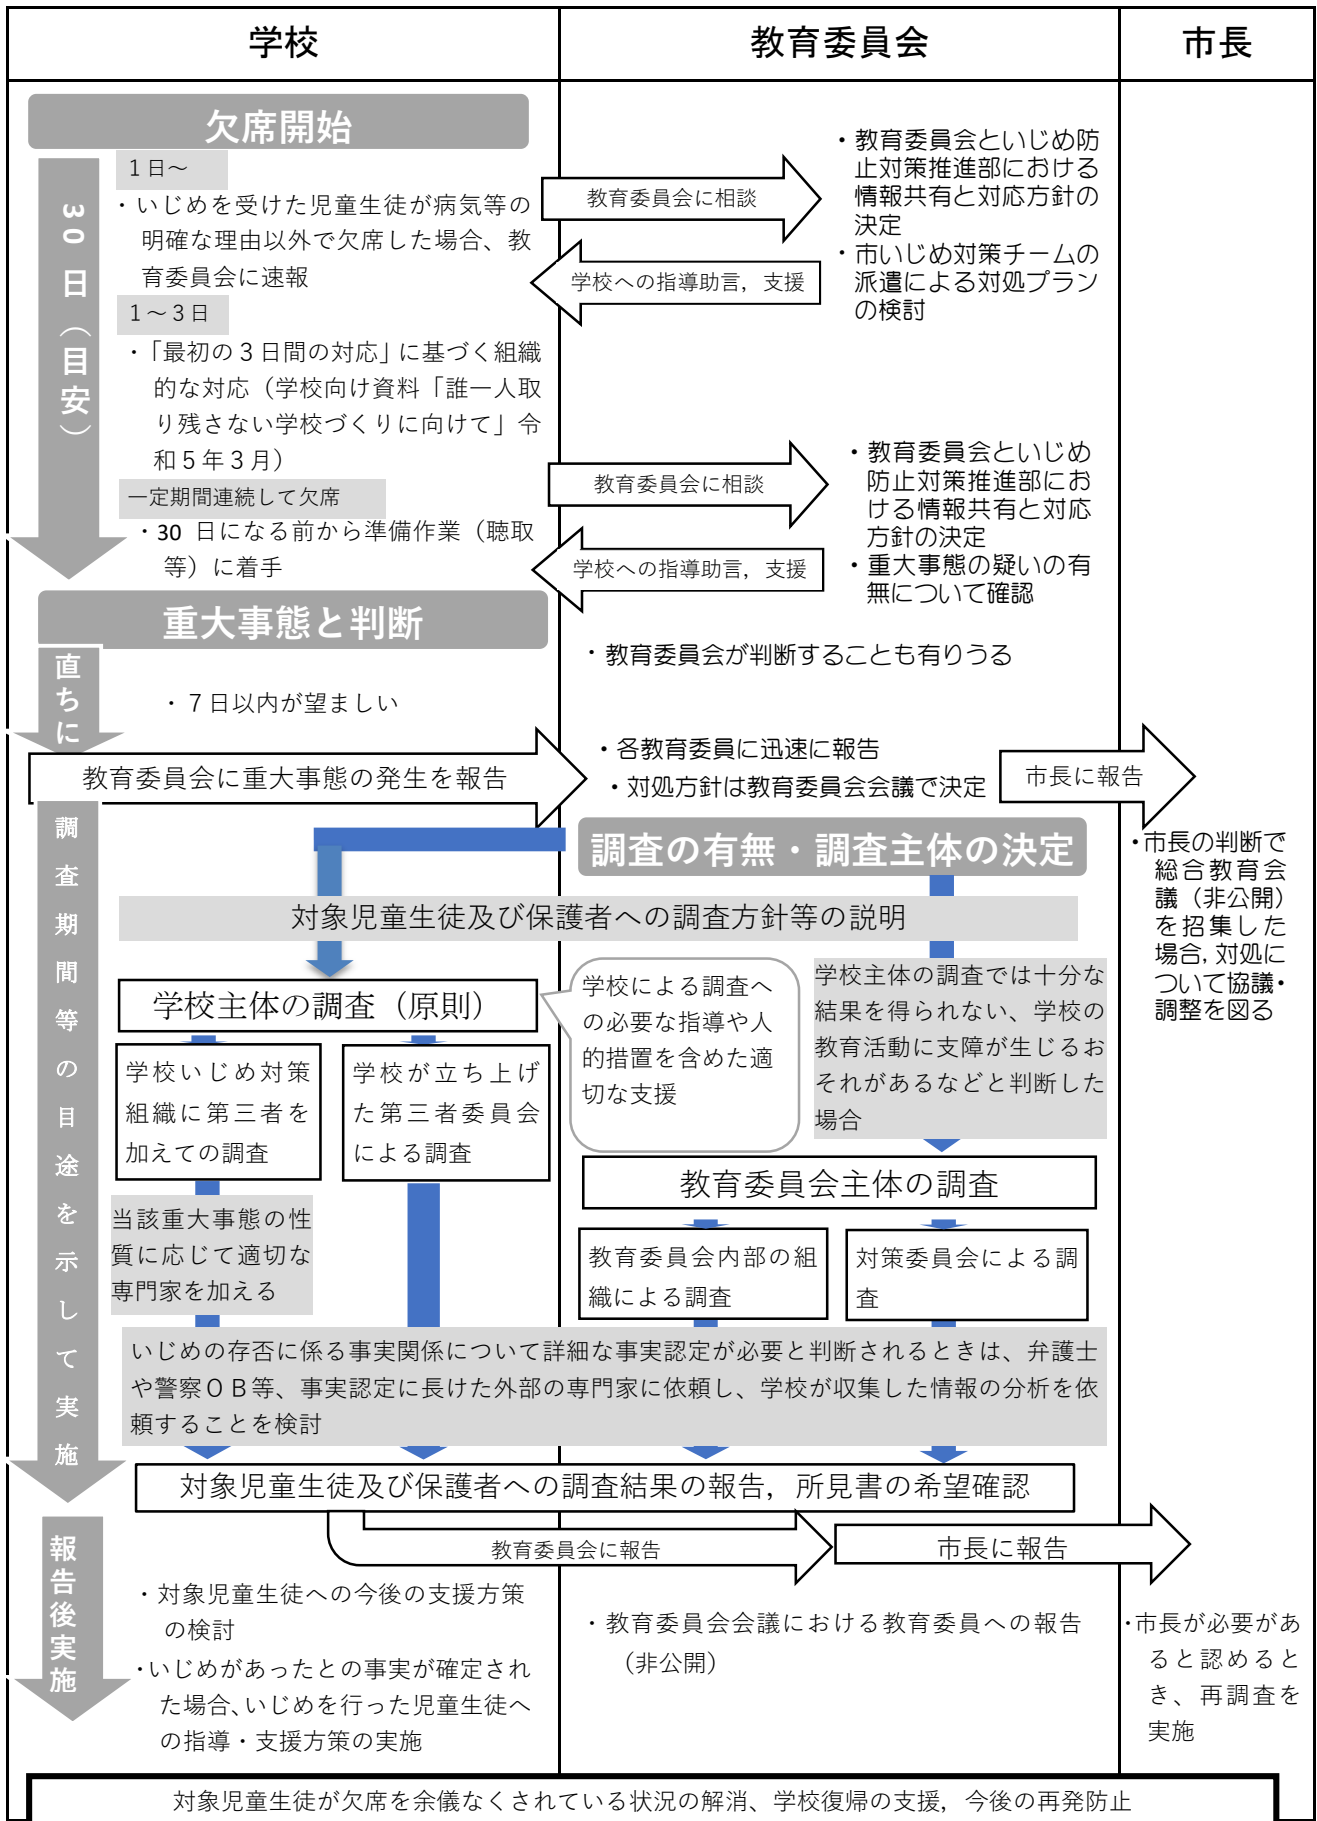 学校
教育委員会
市長
欠席開始
30日（目安）
１日～
・いじめを受けた児童生徒が病気等の
明確な理由以外で欠席した場合、教
育委員会に速報
１～３日
・「最初の３日間の対応」に基づく組織
的な対応（学校向け資料「誰一人取
り残さない学校づくりに向けて」令
和５年３月）
一定期間連続して欠席
・30 日になる前から準備作業（聴取
等）に着手
教育委員会に相談
学校への指導助言，支援
・教育委員会といじめ防
止対策推進部における
情報共有と対応方針の
決定
・市いじめ対策チームの
派遣による対処プラン
の検討
教育委員会に相談
学校への指導助言，支援
・教育委員会といじめ
防止対策推進部にお
ける情報共有と対応
方針の決定
・重大事態の疑いの有
無について確認
重大事態と判断
・教育委員会が判断することも有りうる
直ちに
・７日以内が望ましい
教育委員会に重大事態の発生を報告
・各教育委員に迅速に報告
・対処方針は教育委員会会議で決定
市長に報告
・市長の判断で
総合教育会
議（非公開）
を招集した
場合，対処に
ついて協議・
調整を図る
調査期間等の目途を示して実施
調査の有無・調査主体の決定
対象児童生徒及び保護者への調査方針等の説明
学校主体の調査（原則）
学校による調査へ
の必要な指導や人
的措置を含めた適
切な支援
学校主体の調査では十分な
結果を得られない、学校の
教育活動に支障が生じるお
それがあるなどと判断した
場合
学校いじめ対策
組織に第三者を
加えての調査
学校が立ち上げ
た第三者委員会
による調査
教育委員会主体の調査
当該重大事態の性
質に応じて適切な
専門家を加える
教育委員会内部の組
織による調査
対策委員会による調
査
いじめの存否に係る事実関係について詳細な事実認定が必要と判断されるときは、弁護士
や警察ＯＢ等、事実認定に長けた外部の専門家に依頼し、学校が収集した情報の分析を依
頼することを検討
対象児童生徒及び保護者への調査結果の報告，所見書の希望確認
教育委員会に報告
市長に報告
報告後実施
・対象児童生徒への今後の支援方策
の検討
・いじめがあったとの事実が確定され
た場合、いじめを行った児童生徒へ
の指導・支援方策の実施
・教育委員会会議における教育委員への報告
（非公開）
・市長が必要があ
ると認めると
き、再調査を
実施
対象児童生徒が欠席を余儀なくされている状況の解消、学校復帰の支援，今後の再発防止